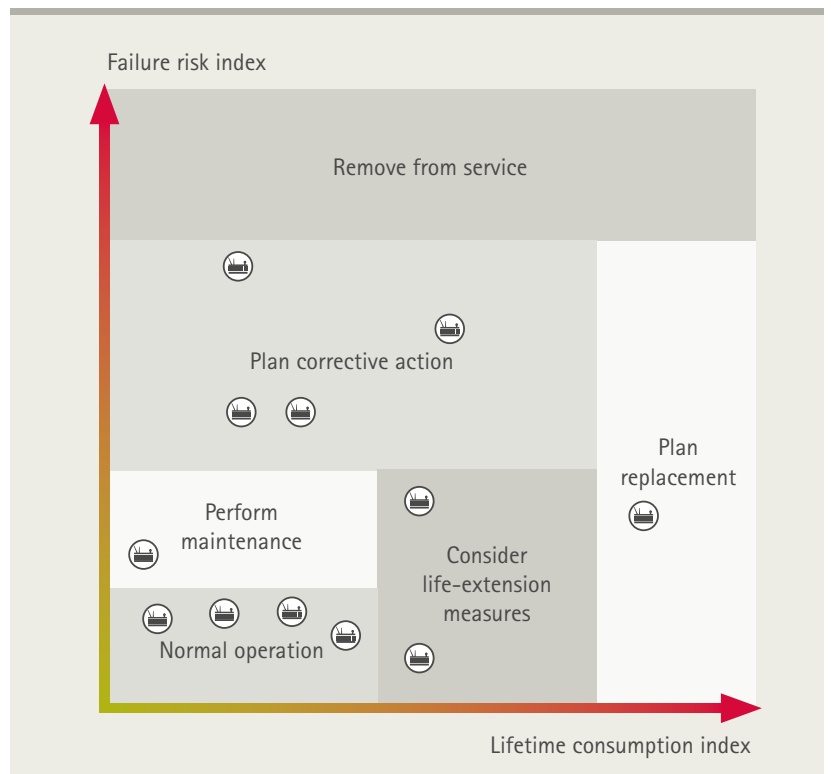 Failure risk index
Remove from service
Plan corrective action
Plan
replacement
Perform
maintenance
Consider
life-extension
measures
Normal operation
Lifetime consumption index